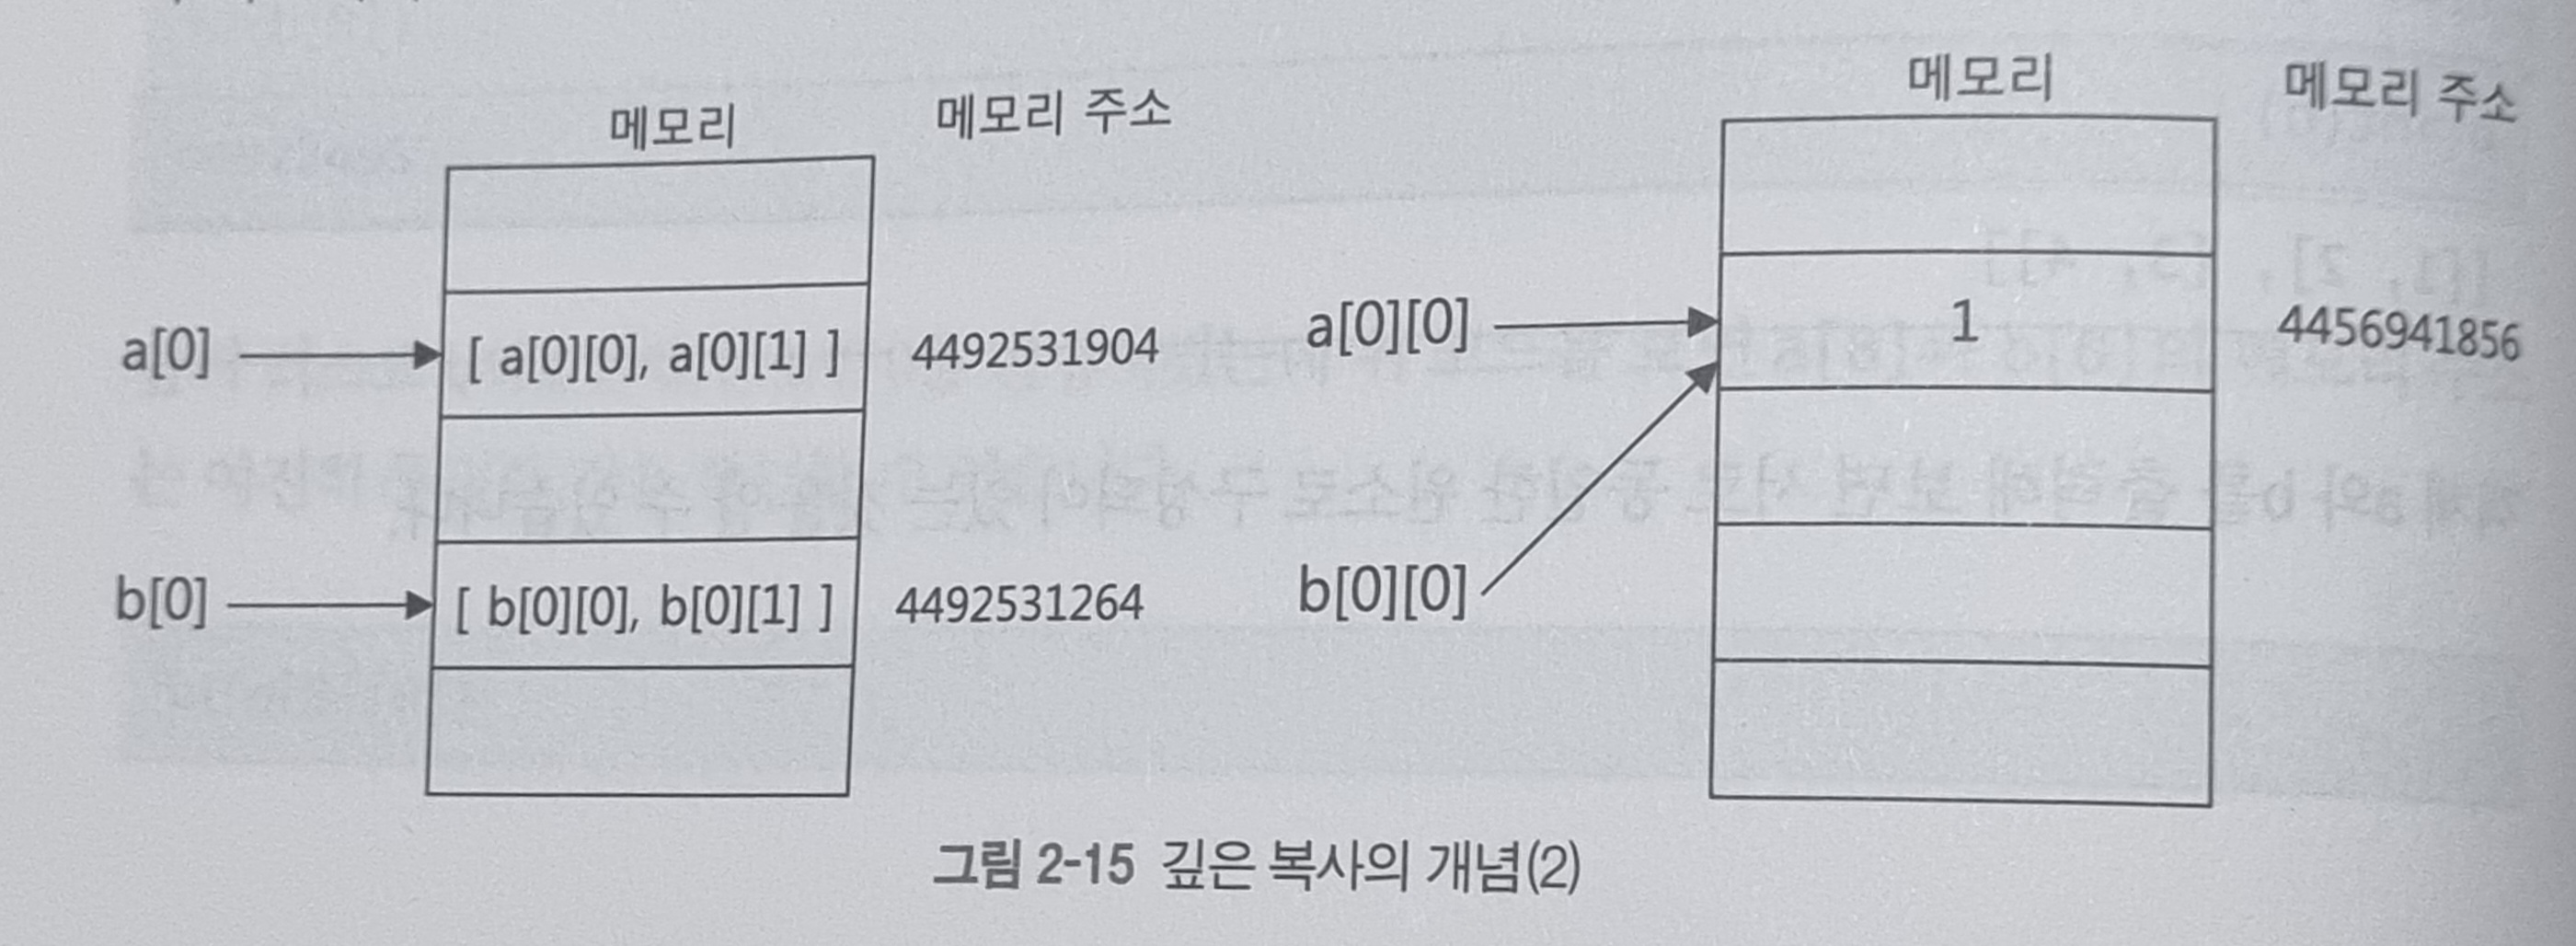 메모리 메모리 주소
a[0] [ a[0][0], a[0][1] ] 4492531904
b[0] [ b[0][0], b[0][1] ] 4492531264
메모리 메모리 주소
a[0][0] 1 4456941856
b[0][0]
그림 2-15 깊은 복사의 개념(2)